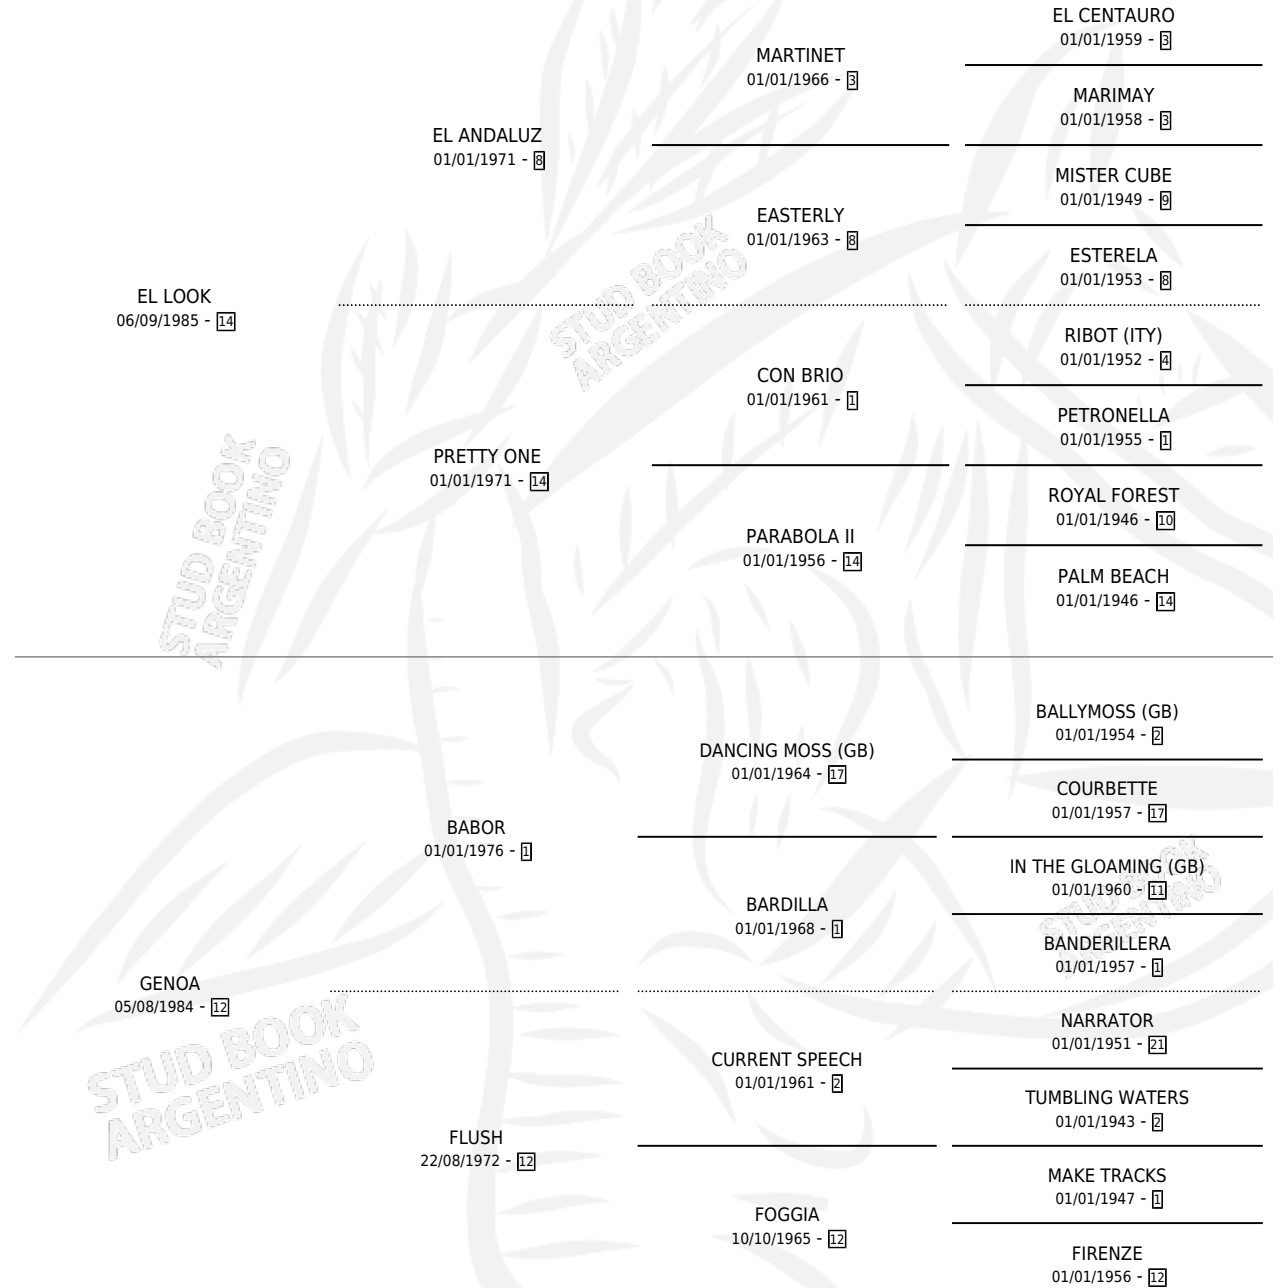 EL CENTAURO
01/01/1959 - 3
MARTINET
01/01/1966 - 3
MARIMAY
01/01/1958 - 3
EL ANDALUZ
01/01/1971 - 8
MISTER CUBE
01/01/1949 - 9
EASTERLY
01/01/1963 - 8
ESTERELA
01/01/1953 - 8
EL LOOK
06/09/1985 - 14
RIBOT (ITY)
01/01/1952 - 4
CON BRIO
01/01/1961 - 1
PETRONELLA
01/01/1955 - 1
PRETTY ONE
01/01/1971 - 14
ROYAL FOREST
01/01/1946 - 10
PARABOLA II
01/01/1956 - 14
PALM BEACH
01/01/1946 - 14
BALLYMOSS (GB)
01/01/1954 - 2
DANCING MOSS (GB)
01/01/1964 - 17
COURBETTE
01/01/1957 - 17
BABOR
01/01/1976 - 1
IN THE GLOAMING (GB)
01/01/1960 - 11
BARDILLA
01/01/1968 - 1
BANDERILLERA
01/01/1957 - 1
GENOA
05/08/1984 - 12
NARRATOR
01/01/1951 - 21
CURRENT SPEECH
01/01/1961 - 2
TUMBLING WATERS
01/01/1943 - 2
FLUSH
22/08/1972 - 12
MAKE TRACKS
01/01/1947 - 1
FOGGIA
10/10/1965 - 12
FIRENZE
01/01/1956 - 12
STUD BOOK
ARGENTINO
STUD BOOK
ARGENTINO
STUD BOOK
ARGENTINO
STUD BOOK
ARGENTINO